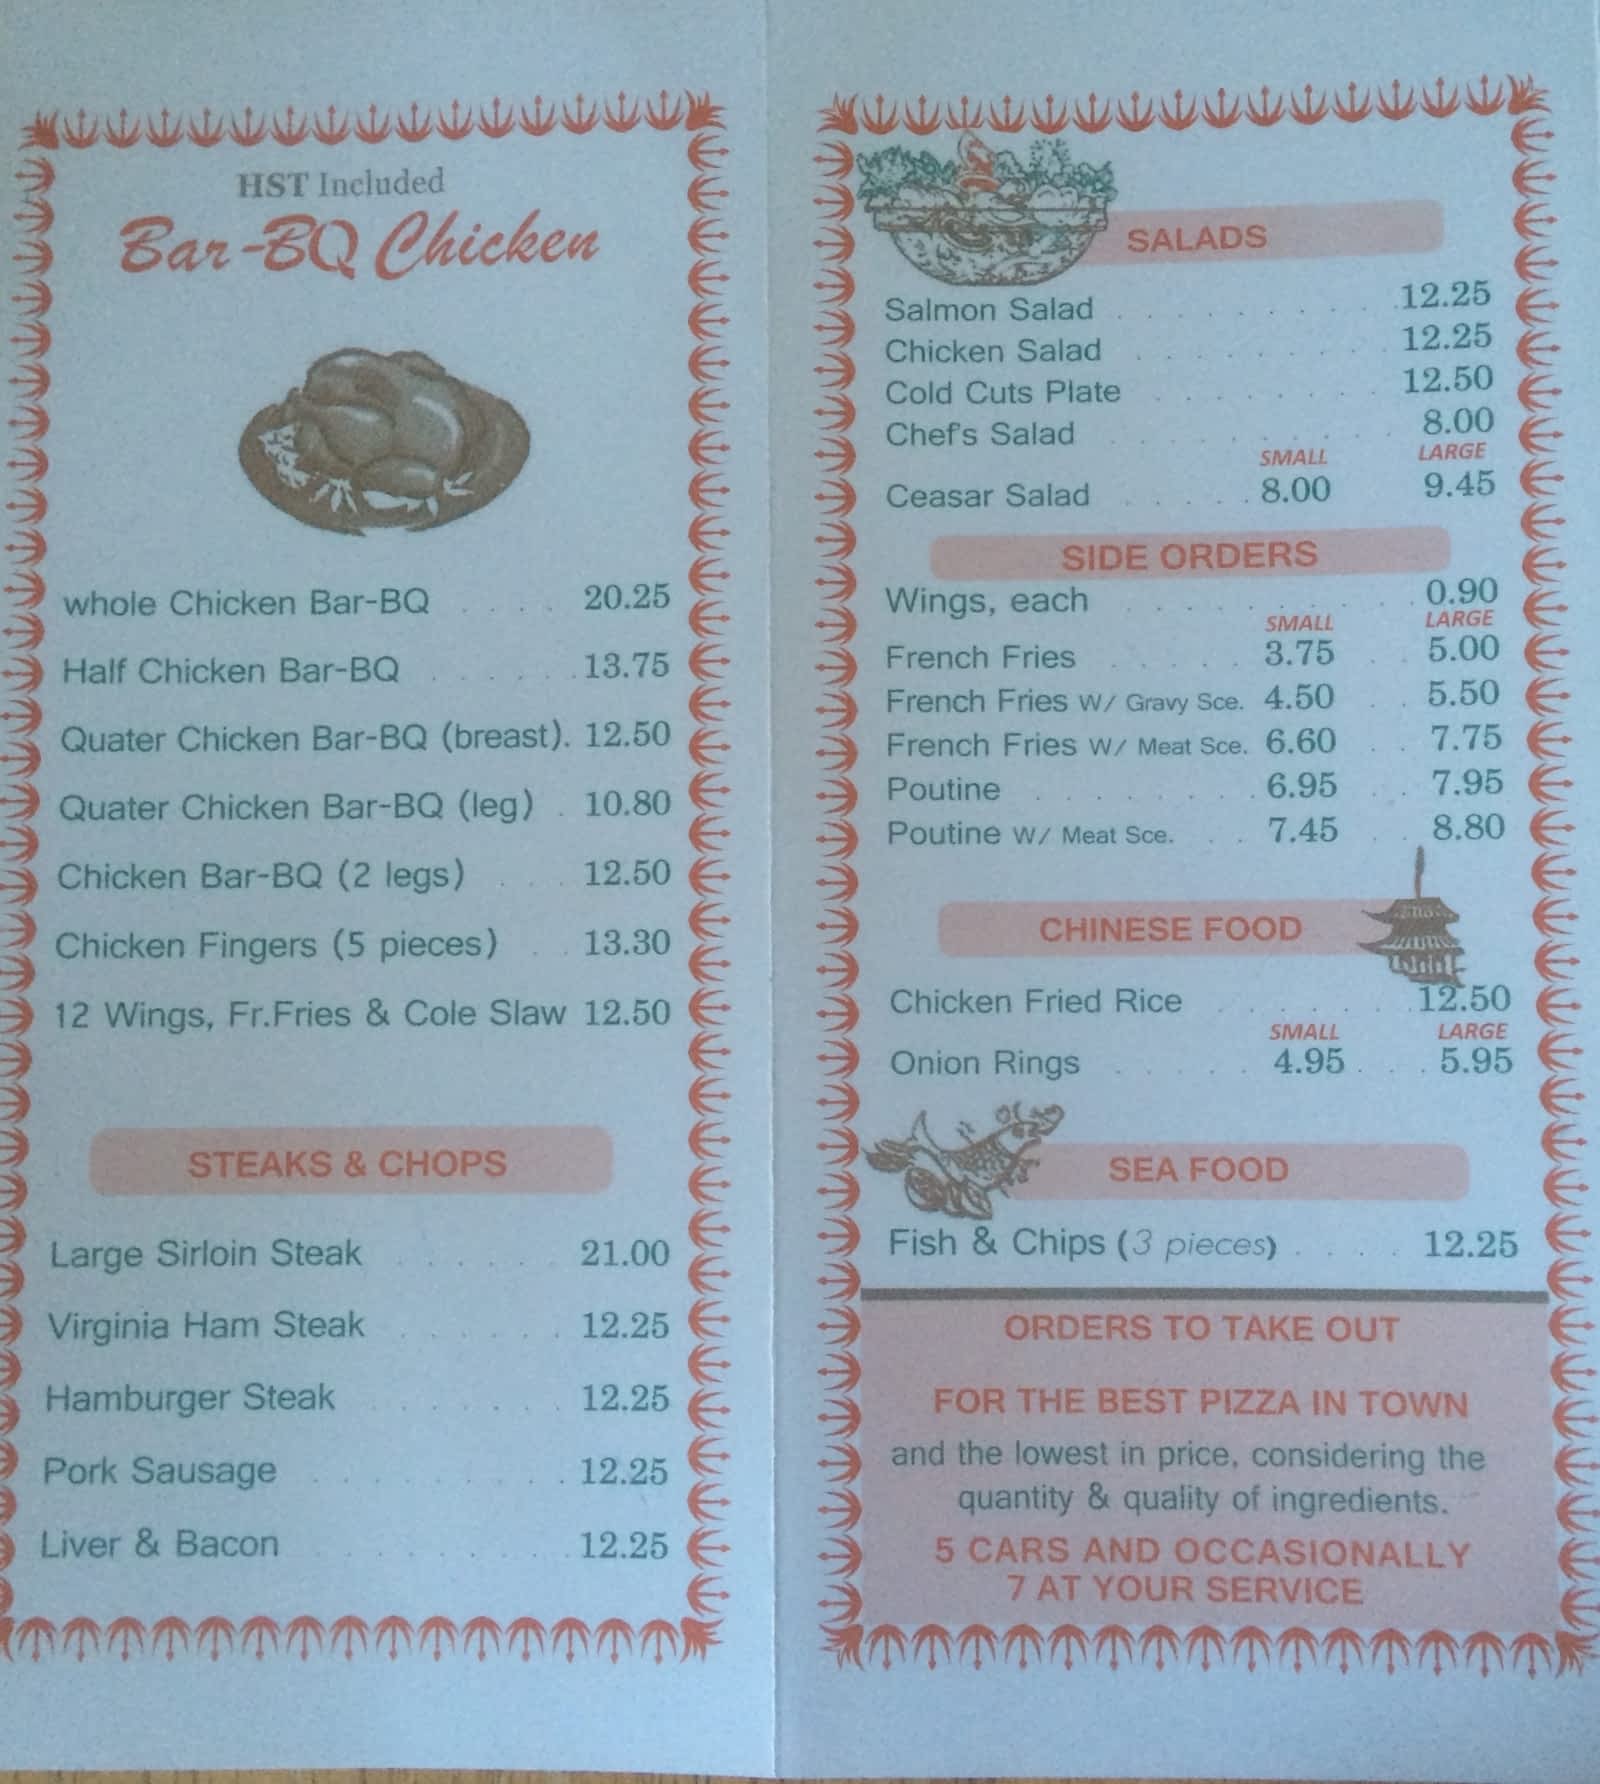 HST Included
Bar-BQ Chicken
whole Chicken Bar-BQ . . . . 20.25
Half Chicken Bar-BQ . . . . . . 13.75
Quater Chicken Bar-BQ (breast). 12.50
Quater Chicken Bar-BQ (leg) . 10.80
Chicken Bar-BQ (2 legs) . . . 12.50
Chicken Fingers (5 pieces) . . 13.30
12 Wings, Fr.Fries & Cole Slaw 12.50
STEAKS & CHOPS
Large Sirloin Steak . . . . . . 21.00
Virginia Ham Steak . . . . . . 12.25
Hamburger Steak . . . . . . . 12.25
Pork Sausage . . . . . . . . . 12.25
Liver & Bacon . . . . . . . . . 12.25
SALADS
Salmon Salad . . . . . . . . . 12.25
Chicken Salad . . . . . . . . . 12.25
Cold Cuts Plate . . . . . . . . 12.50
Chef's Salad . . . . . . . . . 8.00
SMALL LARGE
Ceasar Salad . . . . . 8.00 9.45
SIDE ORDERS
Wings, each . . . . . . . . . 0.90
SMALL LARGE
French Fries . . . . . 3.75 . . 5.00
French Fries W/ Gravy Sce. 4.50 . . 5.50
French Fries W/ Meat Sce. 6.60 . . 7.75
Poutine . . . . . . . . 6.95 . . 7.95
Poutine W/ Meat Sce. . . 7.45 . . 8.80
CHINESE FOOD
Chicken Fried Rice . . . . . . 12.50
SMALL LARGE
Onion Rings . . . . . 4.95 . . . 5.95
SEA FOOD
Fish & Chips (3 pieces) . . . . 12.25
ORDERS TO TAKE OUT
FOR THE BEST PIZZA IN TOWN
and the lowest in price, considering the
quantity & quality of ingredients.
5 CARS AND OCCASIONALLY
7 AT YOUR SERVICE